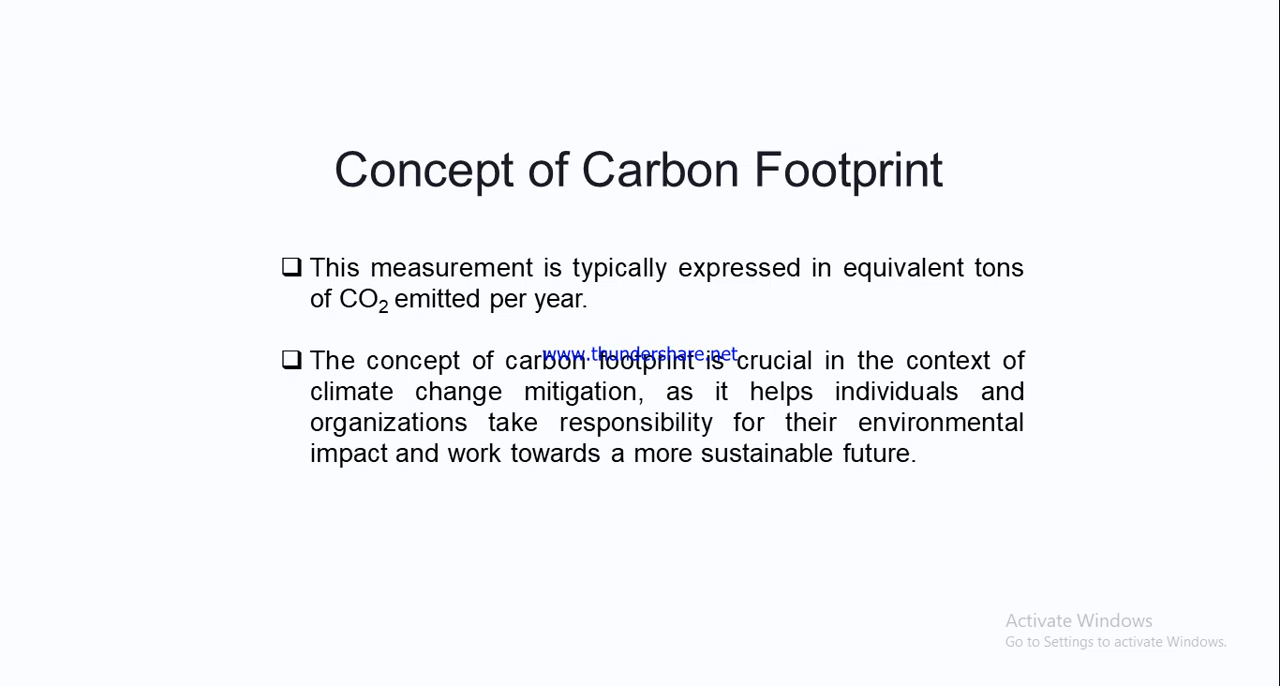 Concept of Carbon Footprint
❑ This measurement is typically expressed in equivalent tons
of CO₂ emitted per year.
www.thundershare.net
❑ The concept of carbon footprint is crucial in the context of
climate change mitigation, as it helps individuals and
organizations take responsibility for their environmental
impact and work towards a more sustainable future.
Activate Windows
Go to Settings to activate Windows.